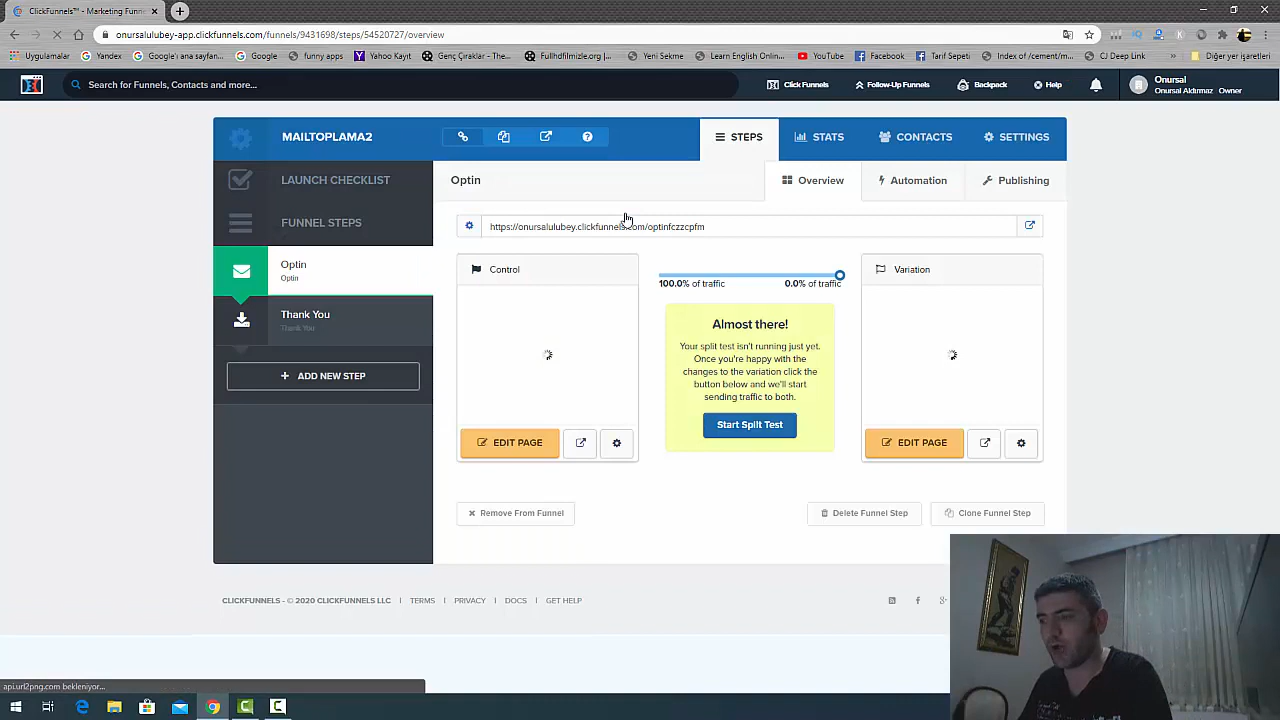 ClickFunnels™ - Marketing Funne
onursalulubey-app.clickfunnels.com/funnels/9431698/steps/54520727/overview
Uygulamalar
Yandex
Google'ı ana sayfan...
Google
funny apps
Yahoo Kayıt
Genç Çıraklar - The...
Fullhdfilmizle.org |...
Yeni Sekme
Learn English Online...
YouTube
Facebook
Tarif Sepeti
Index of /cement/m...
CJ Deep Link
Diğer yer işaretleri
Search for Funnels, Contacts and more...
Click Funnels
Follow-Up Funnels
Backpack
Help
Onursal
Onursal Aldırmaz Owner
MAILTOPLAMA2
STEPS
STATS
CONTACTS
SETTINGS
LAUNCH CHECKLIST
Optin
Overview
Automation
Publishing
FUNNEL STEPS
https://onursalulubey.clickfunnels.com/optinfczzcpfm
Optin
Optin
Thank You
Thank You
ADD NEW STEP
Control
100.0% of traffic
0.0% of traffic
Variation
Almost there!
Your split test isn't running just yet.
Once you're happy with the
changes to the variation click the
button below and we'll start
sending traffic to both.
Start Split Test
EDIT PAGE
EDIT PAGE
Remove From Funnel
Delete Funnel Step
Clone Funnel Step
CLICKFUNNELS - © 2020 CLICKFUNNELS LLC
TERMS
PRIVACY
DOCS
GET HELP
api.url2png.com bekleniyor...